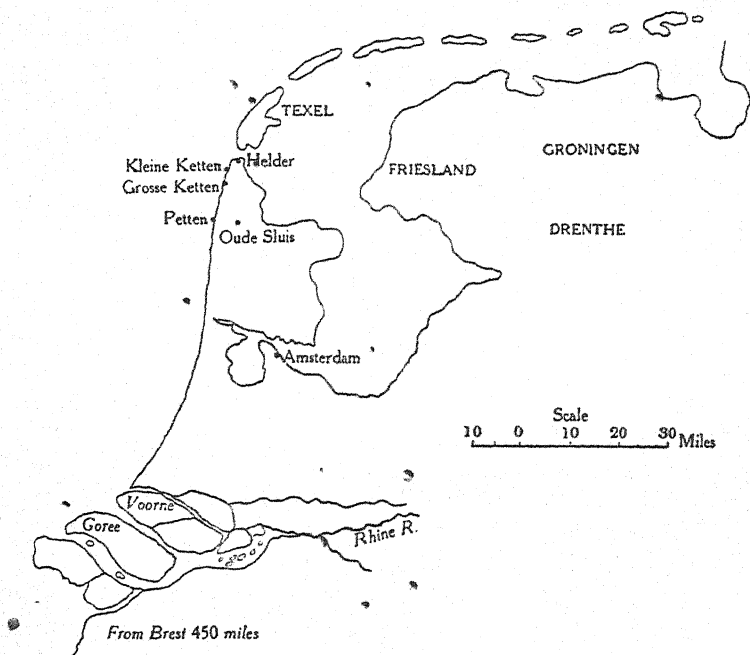 TEXEL
GRONINGEN
Kleine Ketten
Helder
FRIESLAND
Grosse Ketten
Petten
DRENTHE
Oude Sluis
Amsterdam
Scale
10 0 10 20 30 Miles
Voorne
Goree
Rhine R.
From Brest 450 miles